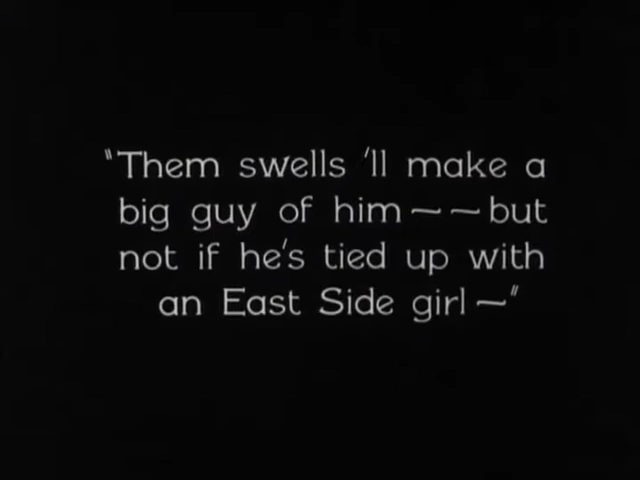 "Them swells 'll make a
big guy of him — — but
not if he's tied up with
an East Side girl —"